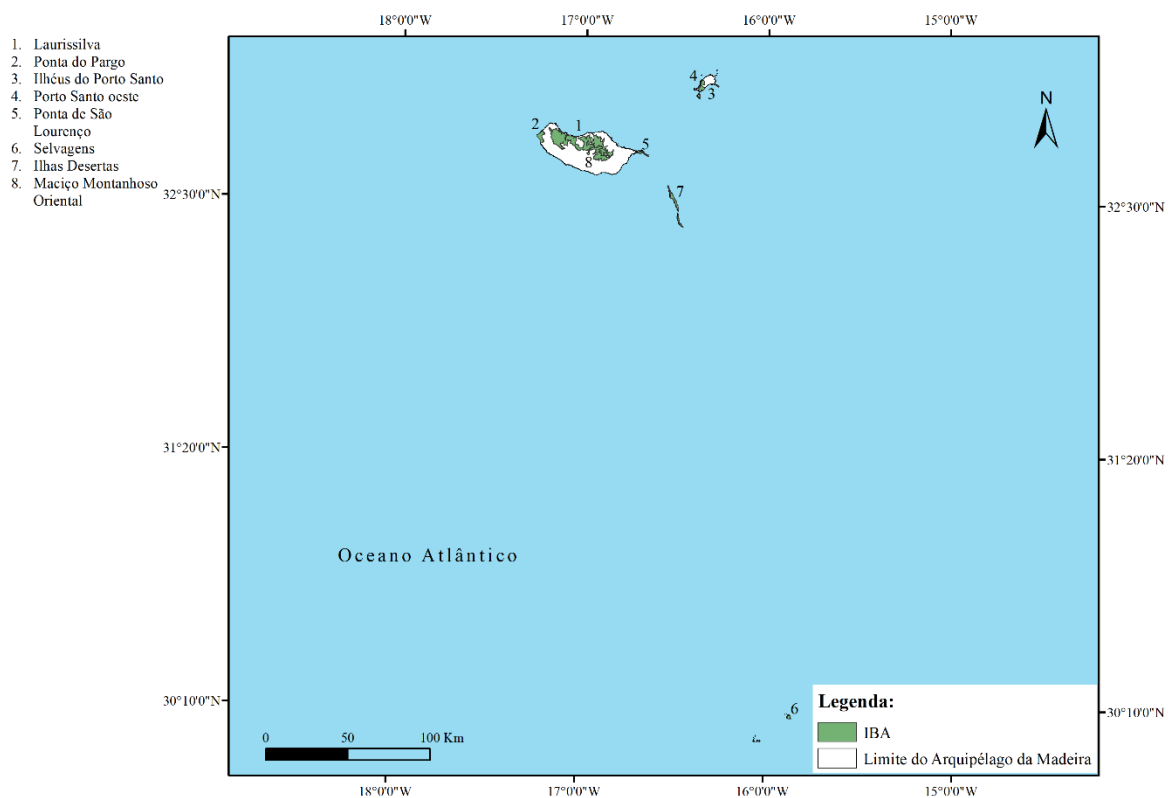 18°0'0"W 17°0'0"W 16°0'0"W 15°0'0"W
1. Laurissilva
2. Ponta do Pargo
3. Ilhéus do Porto Santo
4. Porto Santo oeste
5. Ponta de São
Lourenço
6. Selvagens
7. Ilhas Desertas
8. Maciço Montanhoso
Oriental
4
3
N
2
1
5
8
7
32°30'0"N 32°30'0"N
31°20'0"N 31°20'0"N
Oceano Atlântico
30°10'0"N 30°10'0"N
6
0 50 100 Km
Legenda:
IBA
Limite do Arquipélago da Madeira
18°0'0"W 17°0'0"W 16°0'0"W 15°0'0"W